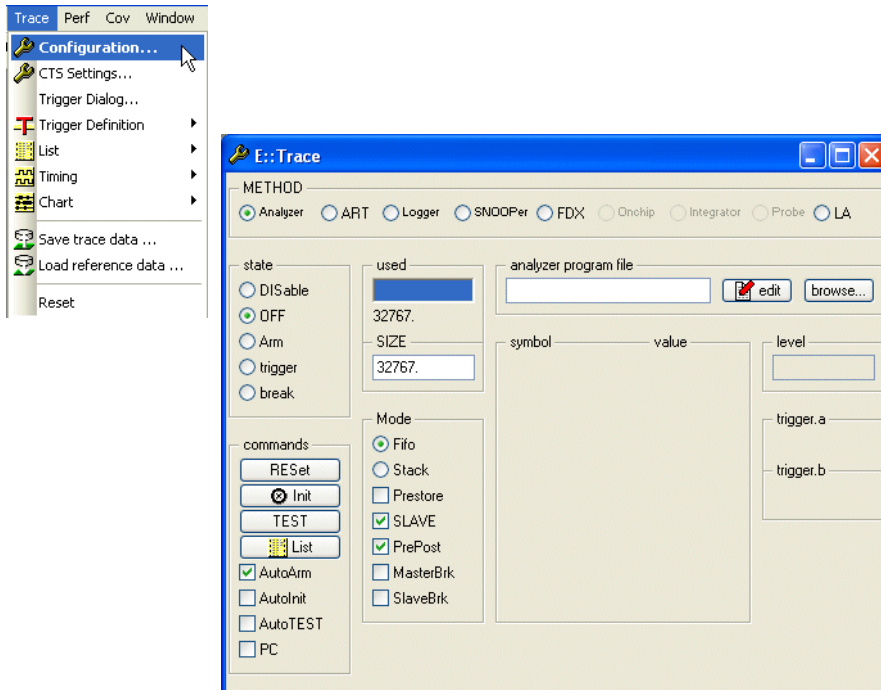 Trace Perf Cov Window
Configuration...
CTS Settings...
Trigger Dialog...
Trigger Definition
List
Timing
Chart
Save trace data ...
Load reference data ...
Reset
E::Trace
METHOD
Analyzer ART Logger SNOOPer FDX Onchip Integrator Probe LA
state
DISable
OFF
Arm
trigger
break
used
32767.
SIZE
32767.
analyzer program file
edit browse...
symbol value
level
trigger.a
trigger.b
commands
RESet
Init
TEST
List
AutoArm
AutoInit
AutoTEST
PC
Mode
Fifo
Stack
Prestore
SLAVE
PrePost
MasterBrk
SlaveBrk